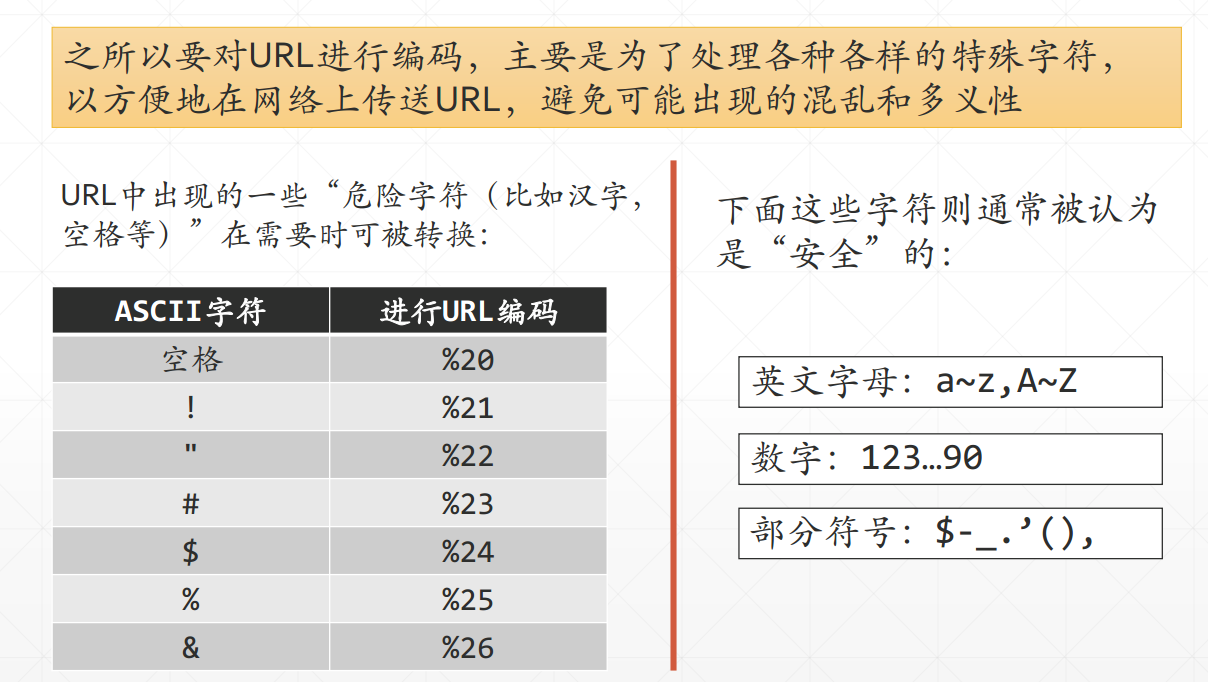 之所以要对URL进行编码，主要是为了处理各种各样的特殊字符，
以方便地在网络上传送URL，避免可能出现的混乱和多义性
URL中出现的一些“危险字符（比如汉字，
空格等）”在需要时可被转换：
ASCII字符 进行URL编码
空格 %20
! %21
" %22
# %23
$ %24
% %25
& %26
下面这些字符则通常被认为
是“安全”的：
英文字母：a~z,A~Z
数字：123…90
部分符号：$-_.’(),